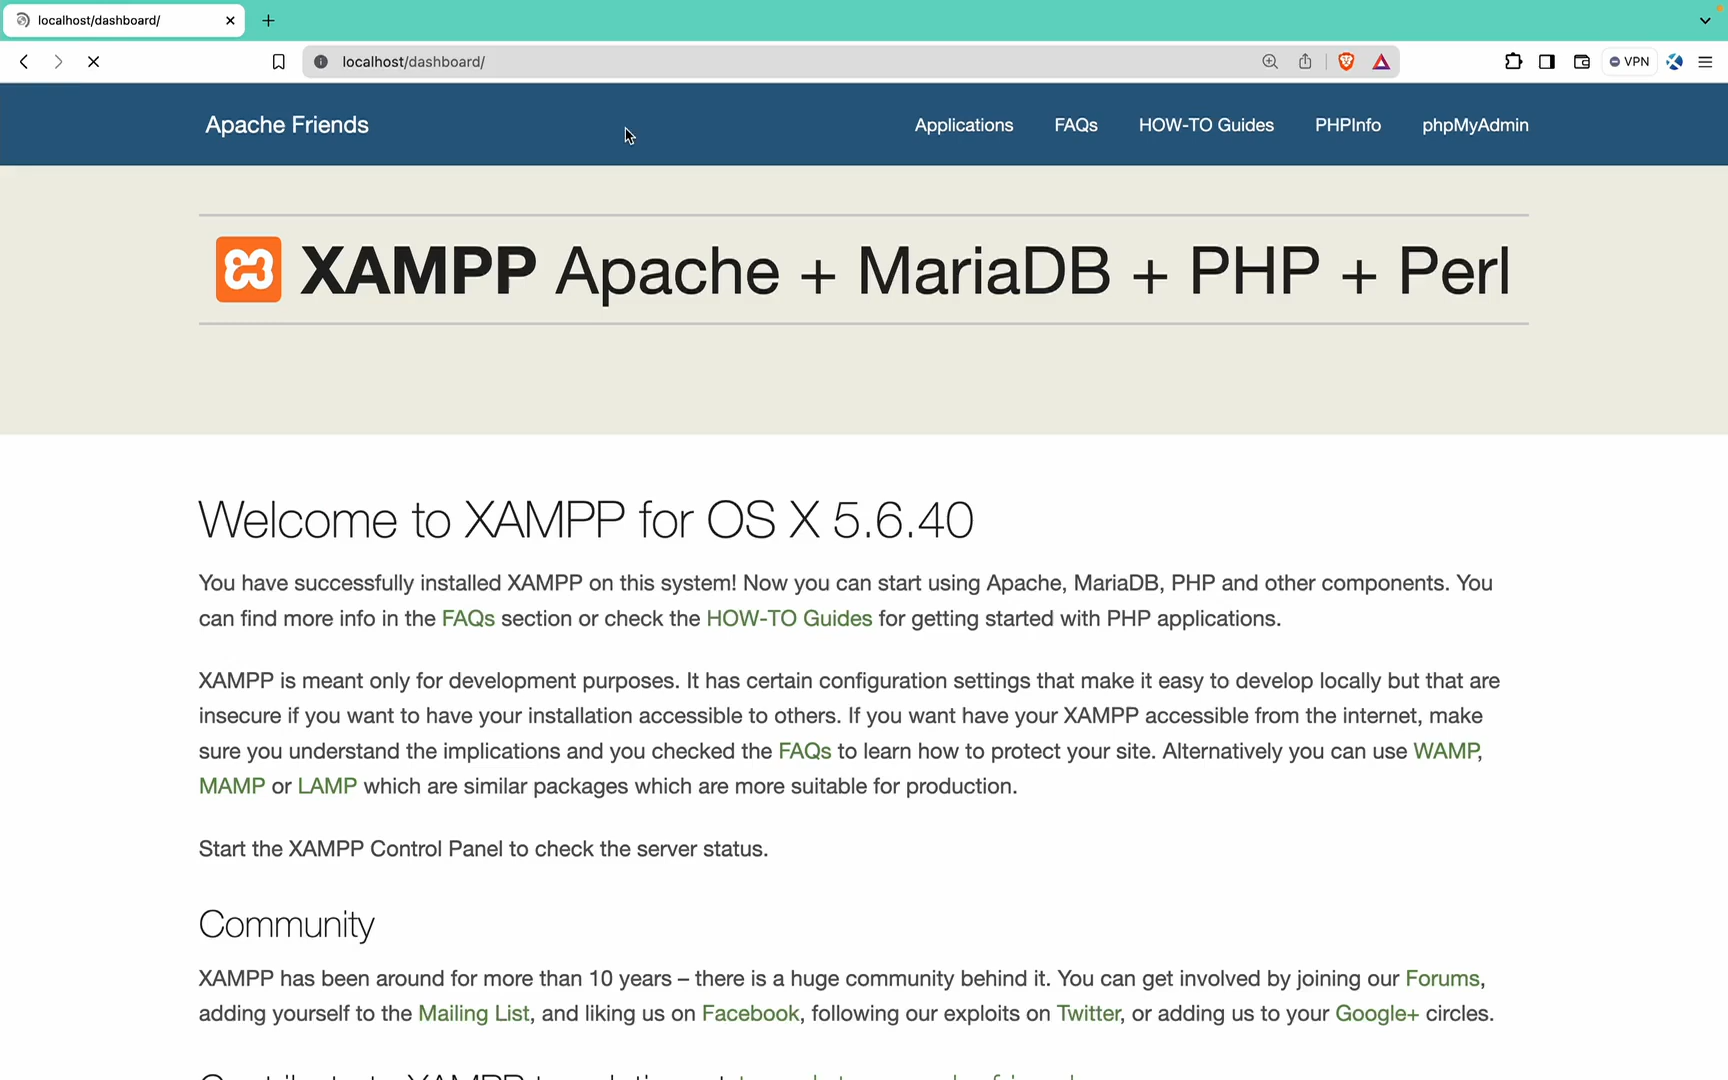 localhost/dashboard/
localhost/dashboard/
VPN
Apache Friends
Applications
FAQs
HOW-TO Guides
PHPInfo
phpMyAdmin
XAMPP Apache + MariaDB + PHP + Perl
Welcome to XAMPP for OS X 5.6.40
You have successfully installed XAMPP on this system! Now you can start using Apache, MariaDB, PHP and other components. You
can find more info in the FAQs section or check the HOW-TO Guides for getting started with PHP applications.
XAMPP is meant only for development purposes. It has certain configuration settings that make it easy to develop locally but that are
insecure if you want to have your installation accessible to others. If you want have your XAMPP accessible from the internet, make
sure you understand the implications and you checked the FAQs to learn how to protect your site. Alternatively you can use WAMP,
MAMP or LAMP which are similar packages which are more suitable for production.
Start the XAMPP Control Panel to check the server status.
Community
XAMPP has been around for more than 10 years – there is a huge community behind it. You can get involved by joining our Forums,
adding yourself to the Mailing List, and liking us on Facebook, following our exploits on Twitter, or adding us to your Google+ circles.